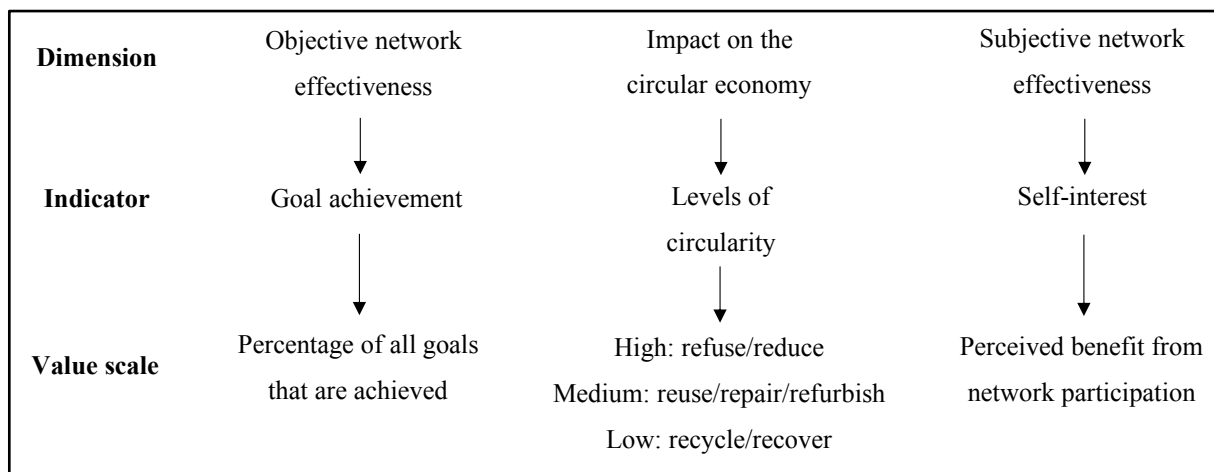 Dimension
Objective network
effectiveness
Impact on the
circular economy
Subjective network
effectiveness
Indicator
Goal achievement
Levels of
circularity
Self-interest
Value scale
Percentage of all goals
that are achieved
High: refuse/reduce
Medium: reuse/repair/refurbish
Low: recycle/recover
Perceived benefit from
network participation